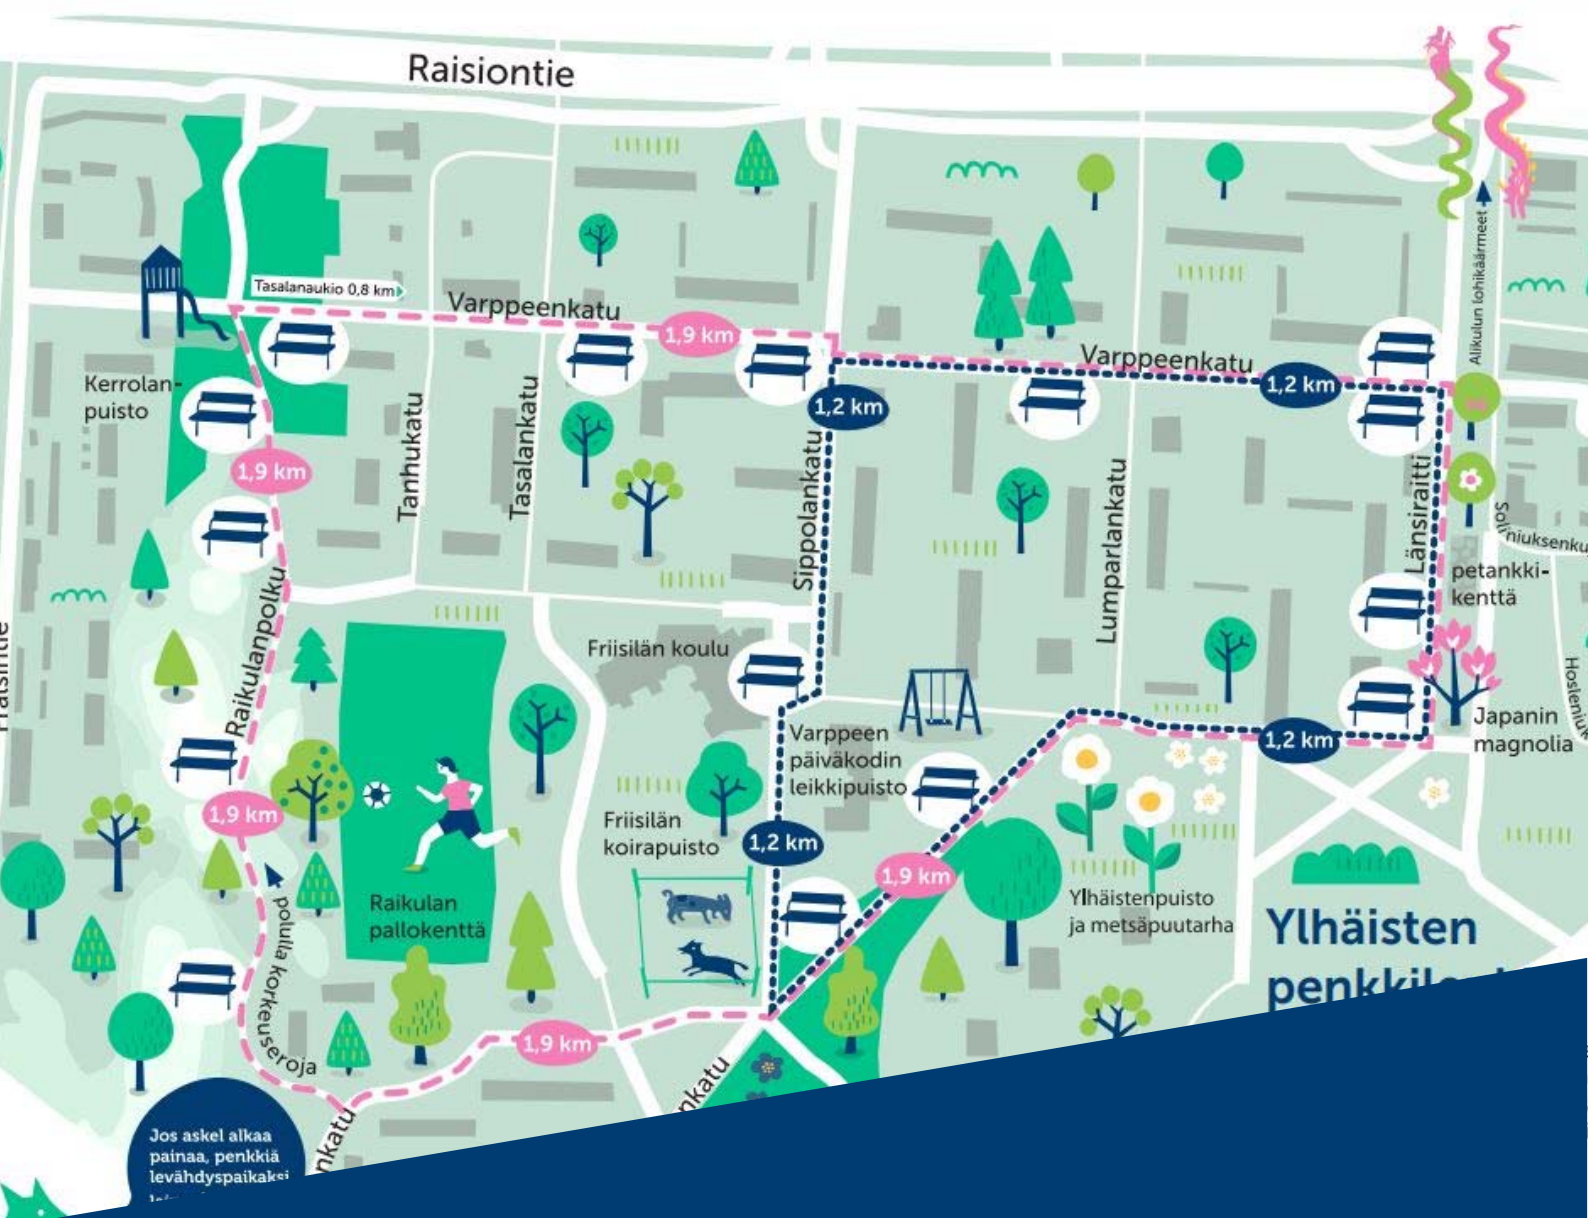 Raisiontie
Alikulun lohikäärmeet
Tasalanaukio 0,8 km
Varppeenkatu
1,9 km
Varppeenkatu
1,2 km
1,2 km
Kerrolan-
puisto
Tanhukatu
Tasalankatu
Sippolankatu
Lumparlankatu
Länsiraitti
1,9 km
Raikulanpolku
petankki-
kenttä
Friisilän koulu
Japanin
magnolia
Varppeen
päiväkodin
leikkipuisto
1,2 km
1,9 km
Friisilän
koirapuisto
1,2 km
1,9 km
Raikulan
pallokenttä
polulla korkeuseroja
Ylhäistenpuisto
ja metsäpuutarha
Ylhäisten
1,9 km
Jos askel alkaa
painaa, penkkiä
levähdyspaikaksi